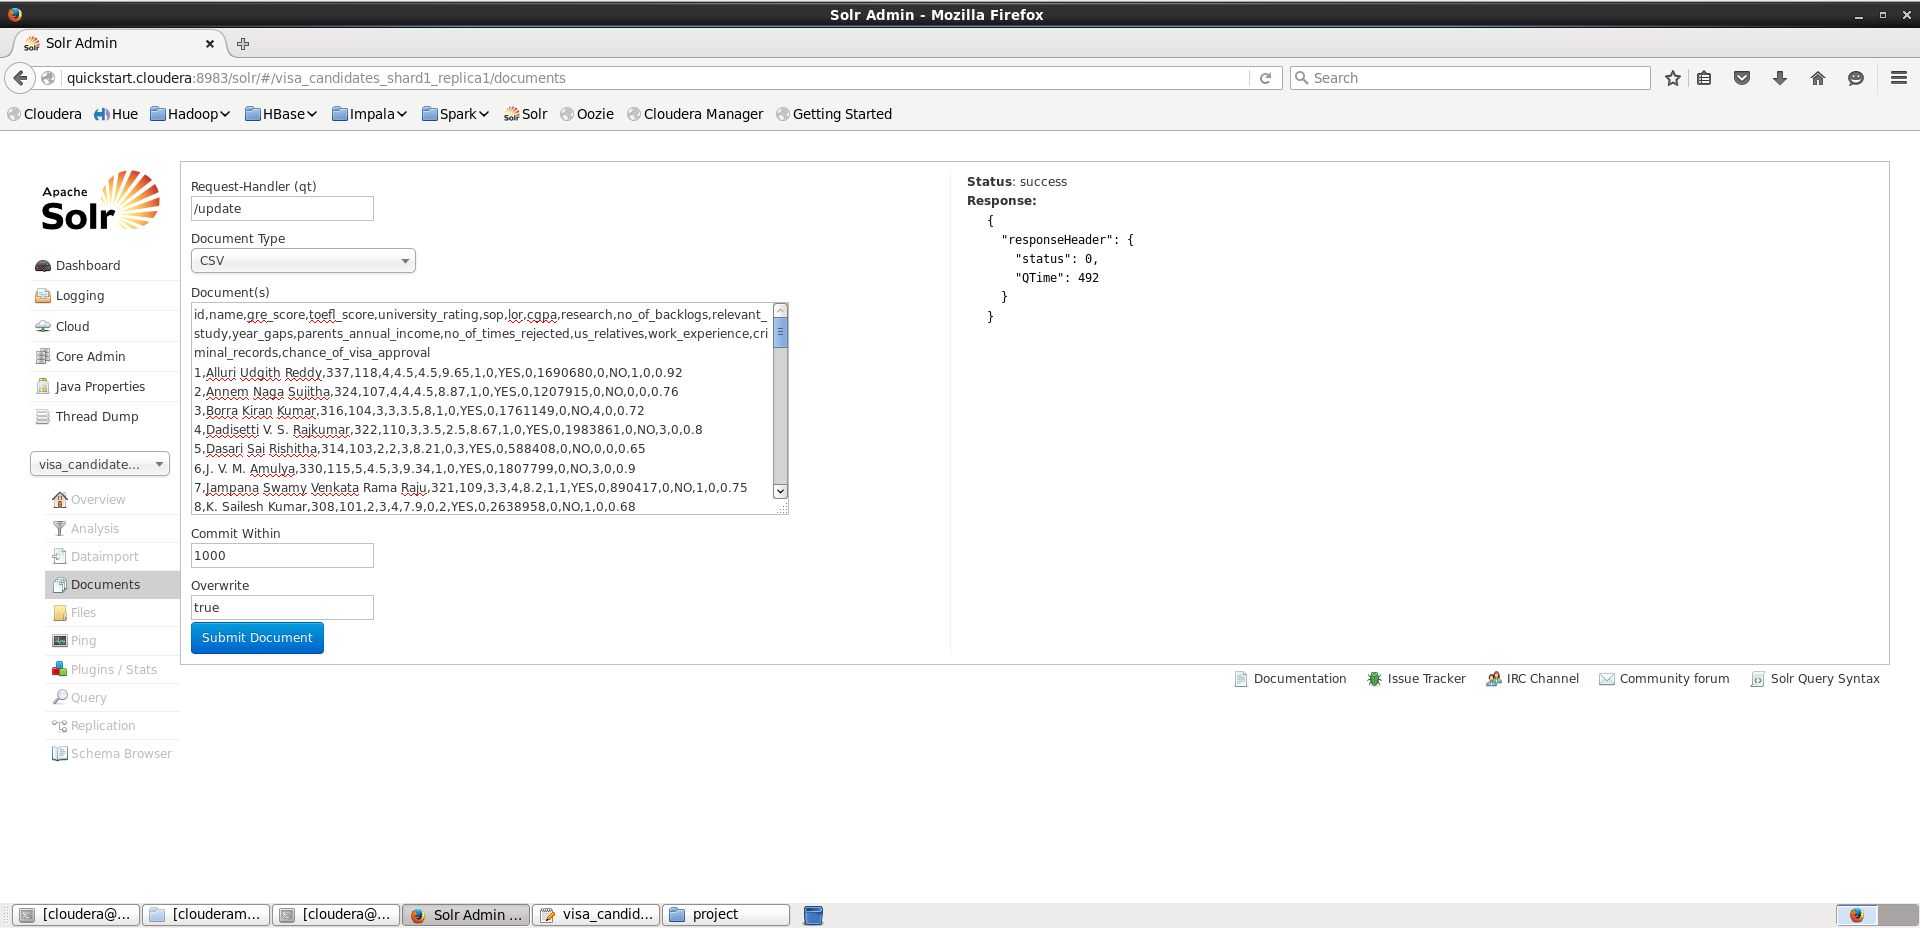 Solr Admin - Mozilla Firefox
Solr Admin
quickstart.cloudera:8983/solr/#/visa_candidates_shard1_replica1/documents
Search
Cloudera Hue Hadoop HBase Impala Spark Solr Oozie Cloudera Manager Getting Started
Apache
Solr
Dashboard
Logging
Cloud
Core Admin
Java Properties
Thread Dump
visa_candidate...
Overview
Analysis
Dataimport
Documents
Files
Ping
Plugins / Stats
Query
Replication
Schema Browser
Request-Handler (qt)
/update
Document Type
CSV
Document(s)
id,name,gre_score,toefl_score,university_rating,sop,lor,cgpa,research,no_of_backlogs,relevant_
study,year_gaps,parents_annual_income,no_of_times_rejected,us_relatives,work_experience,cri
minal_records,chance_of_visa_approval
1,Alluri Udgith Reddy,337,118,4,4.5,4.5,9.65,1,0,YES,0,1690680,0,NO,1,0,0.92
2,Annem Naga Sujitha,324,107,4,4,4.5,8.87,1,0,YES,0,1207915,0,NO,0,0,0.76
3,Borra Kiran Kumar,316,104,3,3,3.5,8,1,0,YES,0,1761149,0,NO,4,0,0.72
4,Dadisetti V. S. Rajkumar,322,110,3,3.5,2.5,8.67,1,0,YES,0,1983861,0,NO,3,0,0.8
5,Dasari Sai Rishitha,314,103,2,2,3,8.21,0,3,YES,0,588408,0,NO,0,0,0.65
6,J. V. M. Amulya,330,115,5,4.5,3,9.34,1,0,YES,0,1807799,0,NO,3,0,0.9
7,Jampana Swamy Venkata Rama Raju,321,109,3,3,4,8.2,1,1,YES,0,890417,0,NO,1,0,0.75
8,K. Sailesh Kumar,308,101,2,3,4,7.9,0,2,YES,0,2638958,0,NO,1,0,0.68
Commit Within
1000
Overwrite
true
Submit Document
Status: success
Response:
{
"responseHeader": {
"status": 0,
"QTime": 492
}
}
Documentation Issue Tracker IRC Channel Community forum Solr Query Syntax
[cloudera@... [clouderam... [cloudera@... Solr Admin ... visa_candid... project